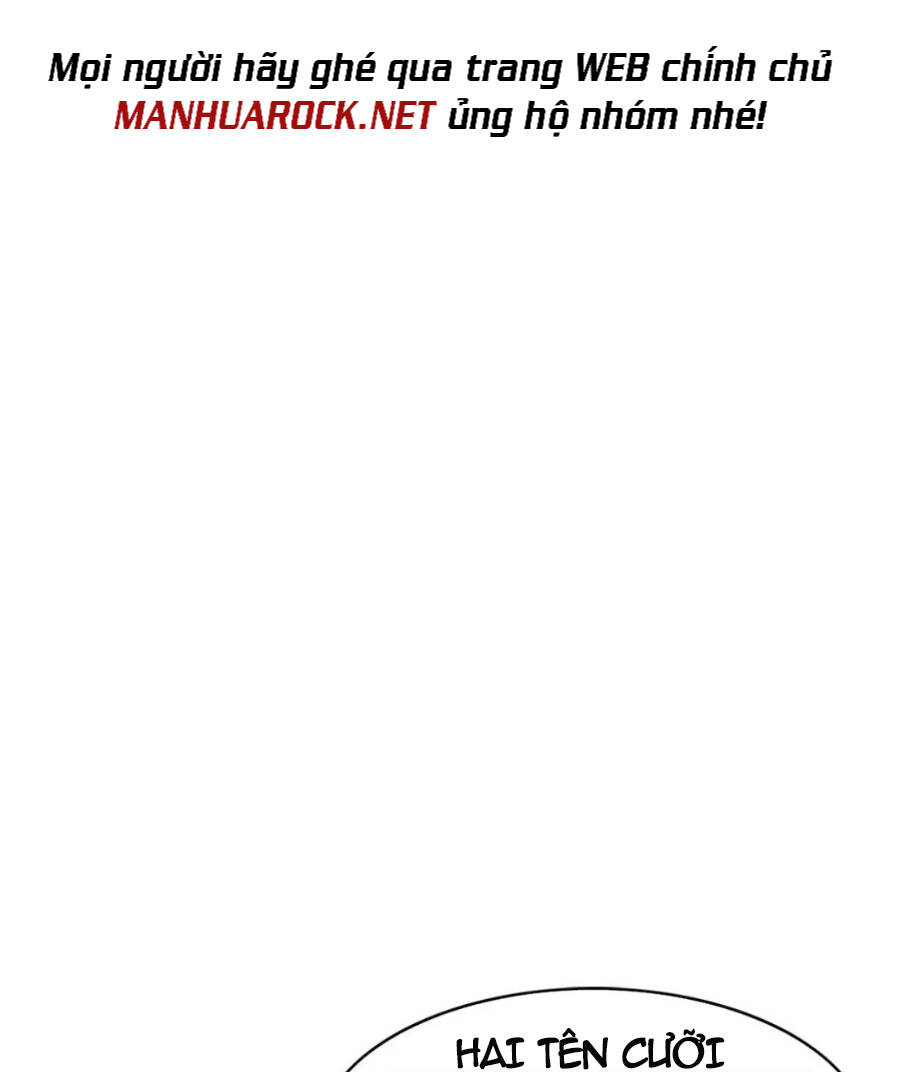 Mọi người hãy ghé qua trang WEB chính chủ
MANHUAROCK.NET ủng hộ nhóm nhé!
HAI TÊN CƯỠI